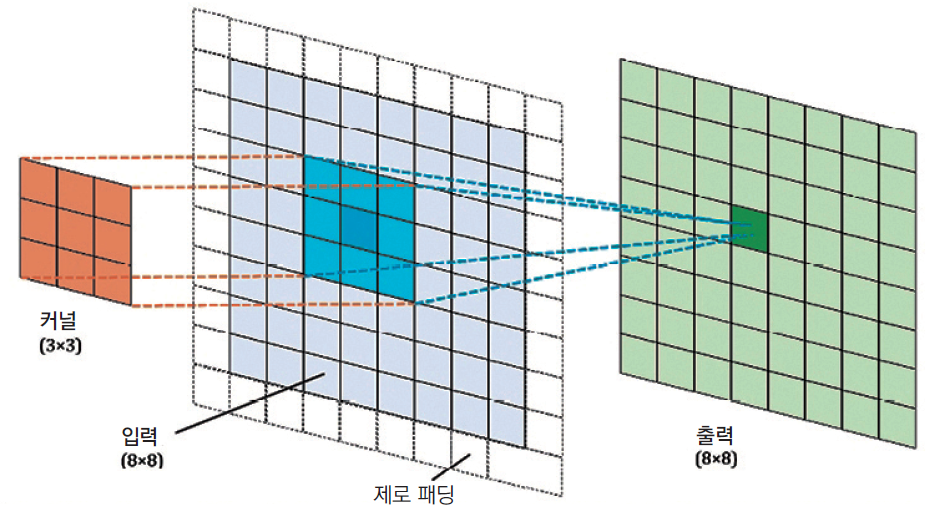 커널
(3×3)
입력
(8×8)
제로 패딩
출력
(8×8)